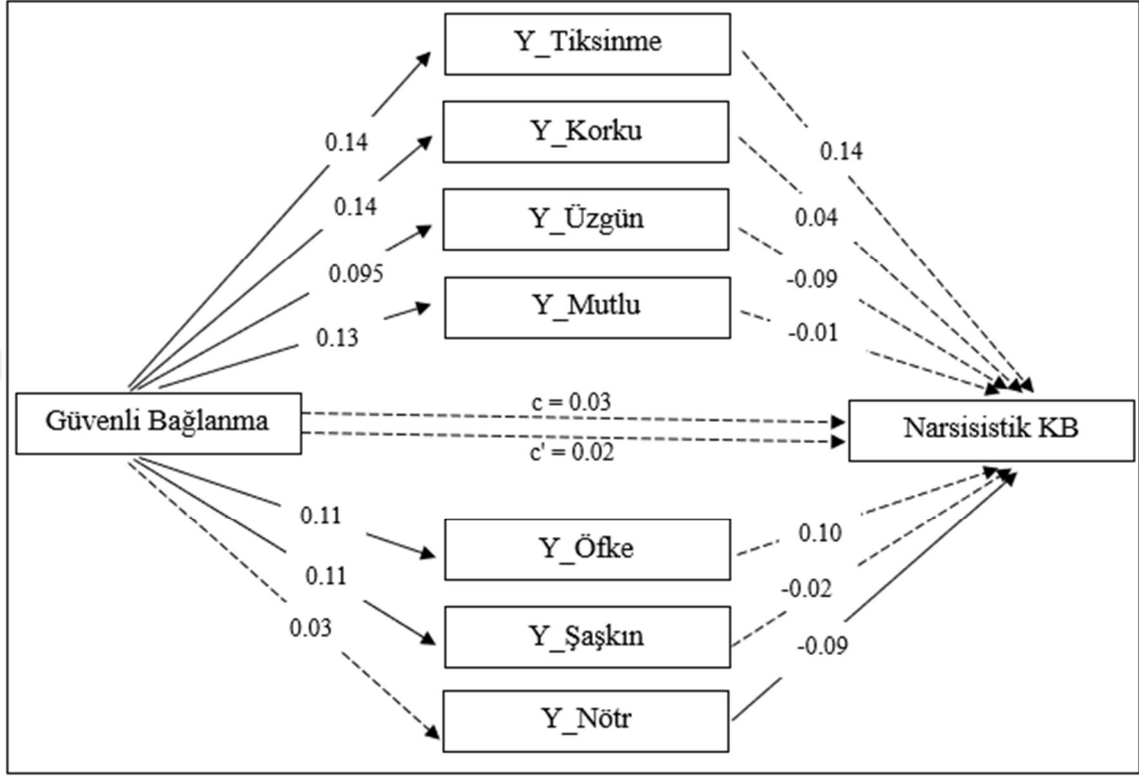 Y_Tiksinme
0.14
0.14
Y_Korku
0.14
0.04
Y_Üzgün
0.095
-0.09
Y_Mutlu
0.13
-0.01
Güvenli Bağlanma
c = 0.03
c' = 0.02
Narsisistik KB
0.11
Y_Öfke
0.10
0.11
-0.02
Y_Şaşkın
0.03
-0.09
Y_Nötr